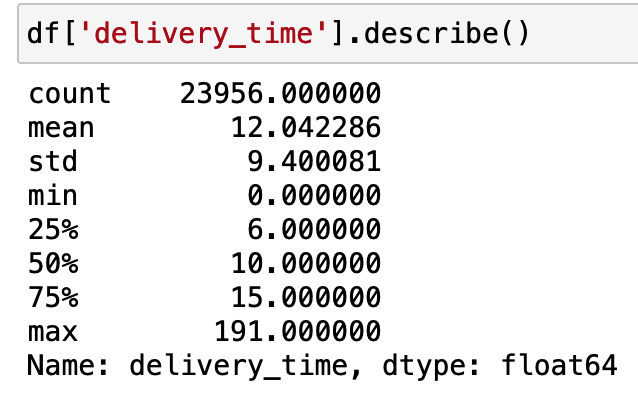 df['delivery_time'].describe()
count    23956.000000
mean        12.042286
std          9.400081
min          0.000000
25%          6.000000
50%         10.000000
75%         15.000000
max        191.000000
Name: delivery_time, dtype: float64